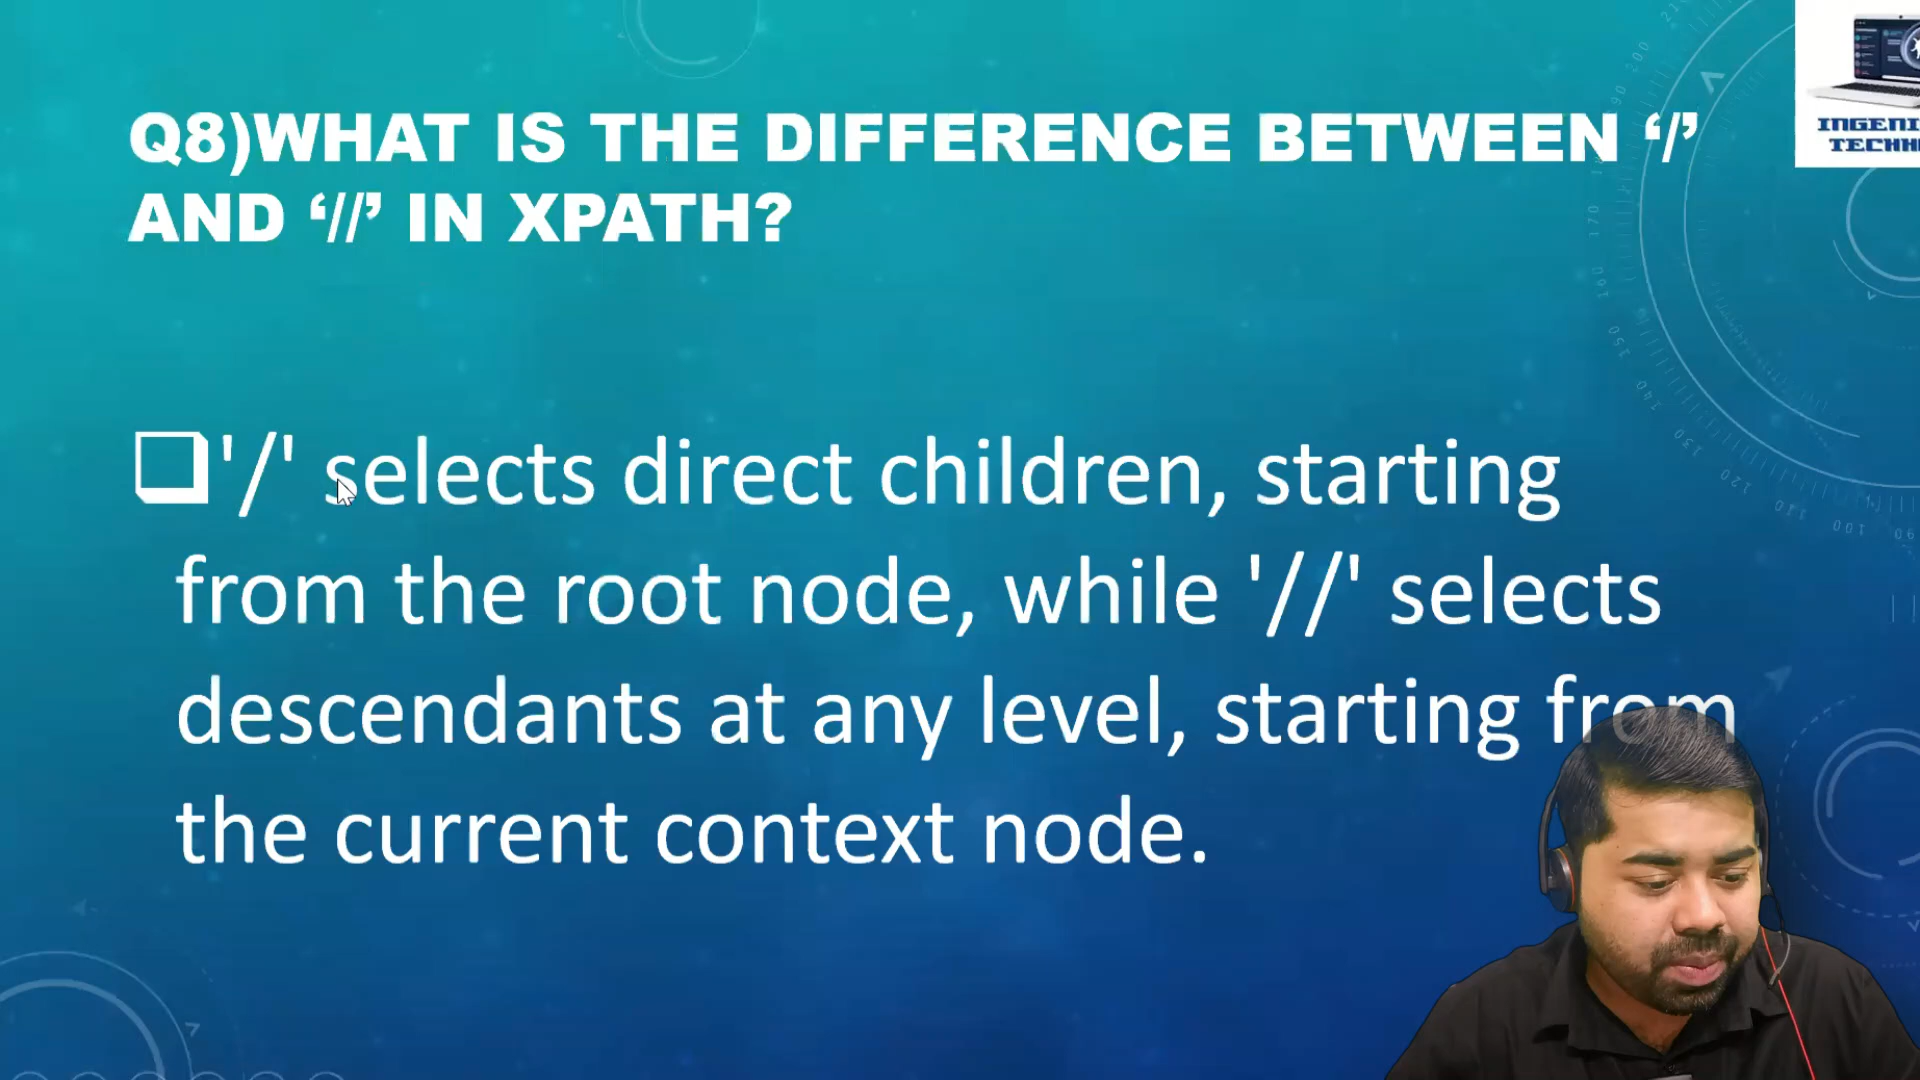 Q8)WHAT IS THE DIFFERENCE BETWEEN ‘/’
AND ‘//’ IN XPATH?
'/' selects direct children, starting
from the root node, while '//' selects
descendants at any level, starting from
the current context node.